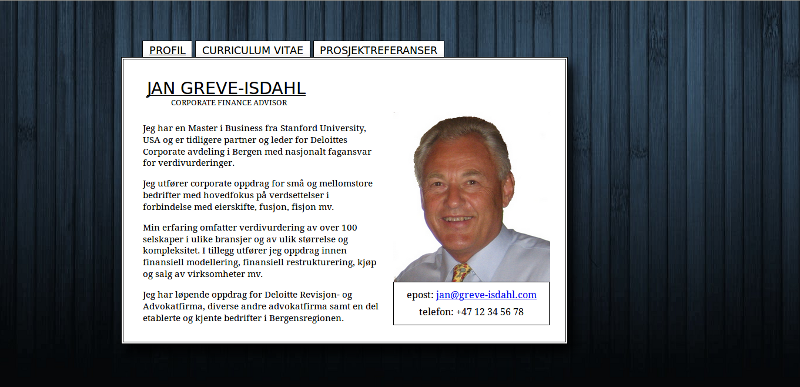 PROFIL CURRICULUM VITAE PROSJEKTREFERANSER
JAN GREVE-ISDAHL
CORPORATE FINANCE ADVISOR
Jeg har en Master i Business fra Stanford University,
USA og er tidligere partner og leder for Deloittes
Corporate avdeling i Bergen med nasjonalt fagansvar
for verdivurderinger.
Jeg utfører corporate oppdrag for små og mellomstore
bedrifter med hovedfokus på verdsettelser i
forbindelse med eierskifte, fusjon, fisjon mv.
Min erfaring omfatter verdivurdering av over 100
selskaper i ulike bransjer og av ulik størrelse og
kompleksitet. I tillegg utfører jeg oppdrag innen
finansiell modellering, finansiell restrukturering, kjøp
og salg av virksomheter mv.
Jeg har løpende oppdrag for Deloitte Revisjon- og
Advokatfirma, diverse andre advokatfirma samt en del
etablerte og kjente bedrifter i Bergensregionen.
epost: jan@greve-isdahl.com
telefon: +47 12 34 56 78